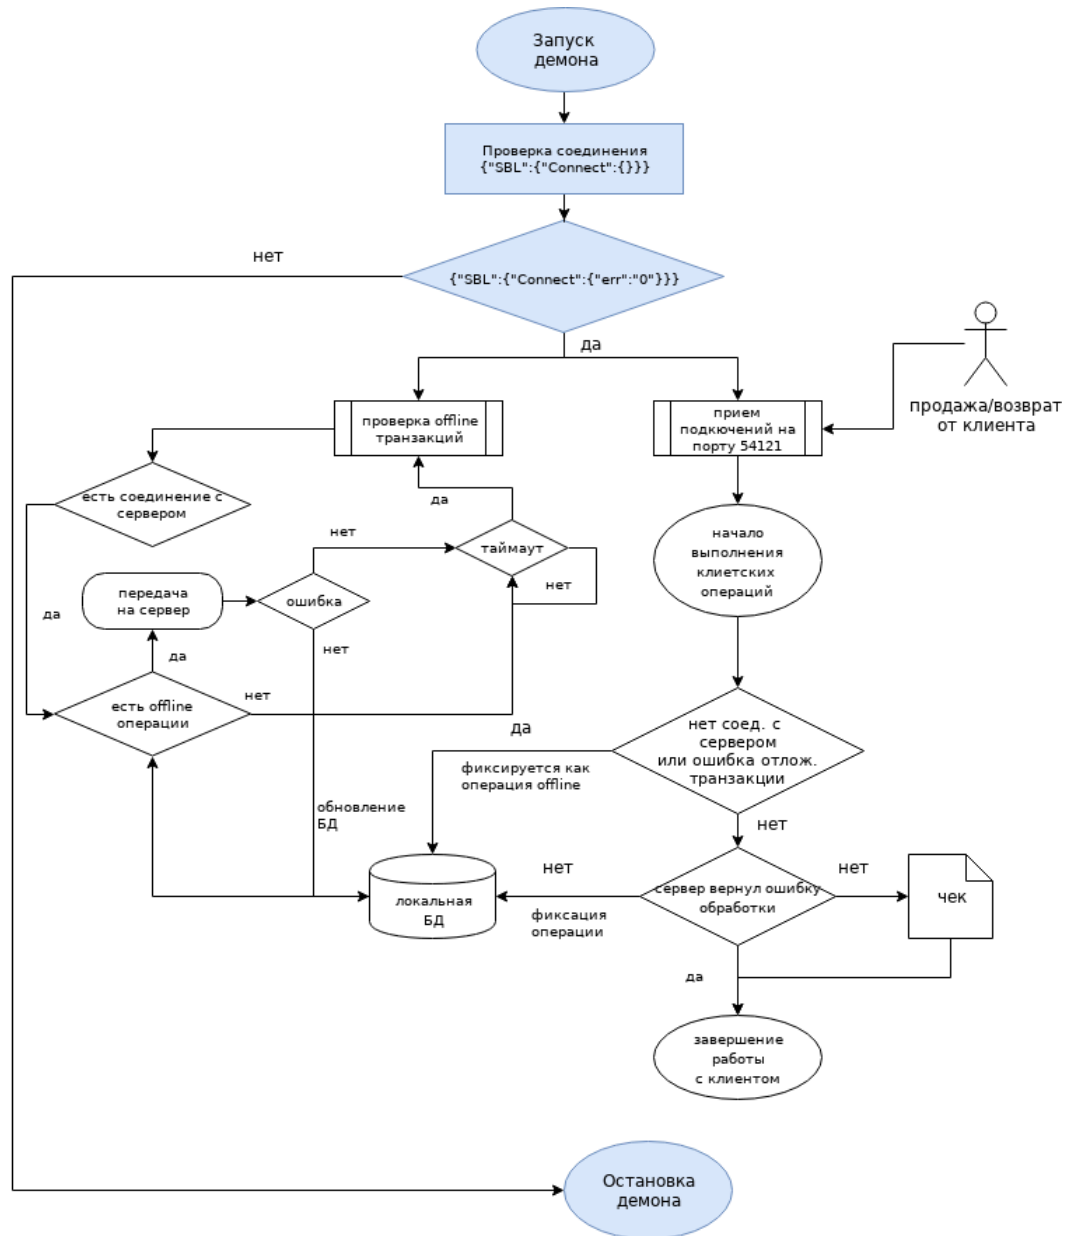 Запуск
демона
Проверка соединения
{"SBL":{"Connect":{}}}
нет
{"SBL":{"Connect":{"err":"0"}}}
да
проверка offline
транзакций
прием
подкючений на
порту 54121
продажа/возврат
от клиента
есть соединение с
сервером
да
нет
таймаут
нет
начало
выполнения
клиетских
операций
передача
на сервер
ошибка
да
да
нет
есть offline
операции
нет
да
нет соед. с
сервером
или ошибка отлож.
транзакции
фиксируется как
операция offline
обновление
БД
нет
локальная
БД
нет
фиксация
операции
сервер вернул ошибку
обработки
нет
чек
да
завершение
работы
с клиентом
Остановка
демона